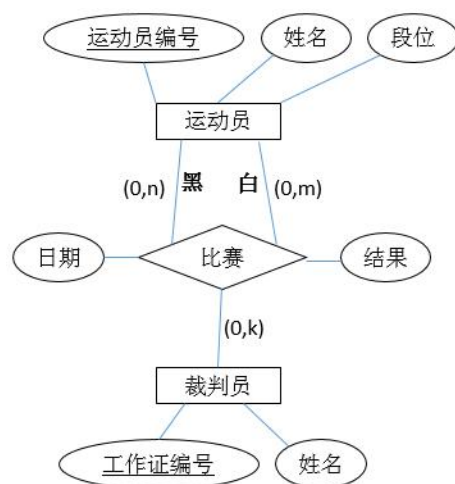 运动员编号 姓名 段位
运动员
(0,n) 黑 白 (0,m)
日期 比赛 结果
(0,k)
裁判员
工作证编号 姓名